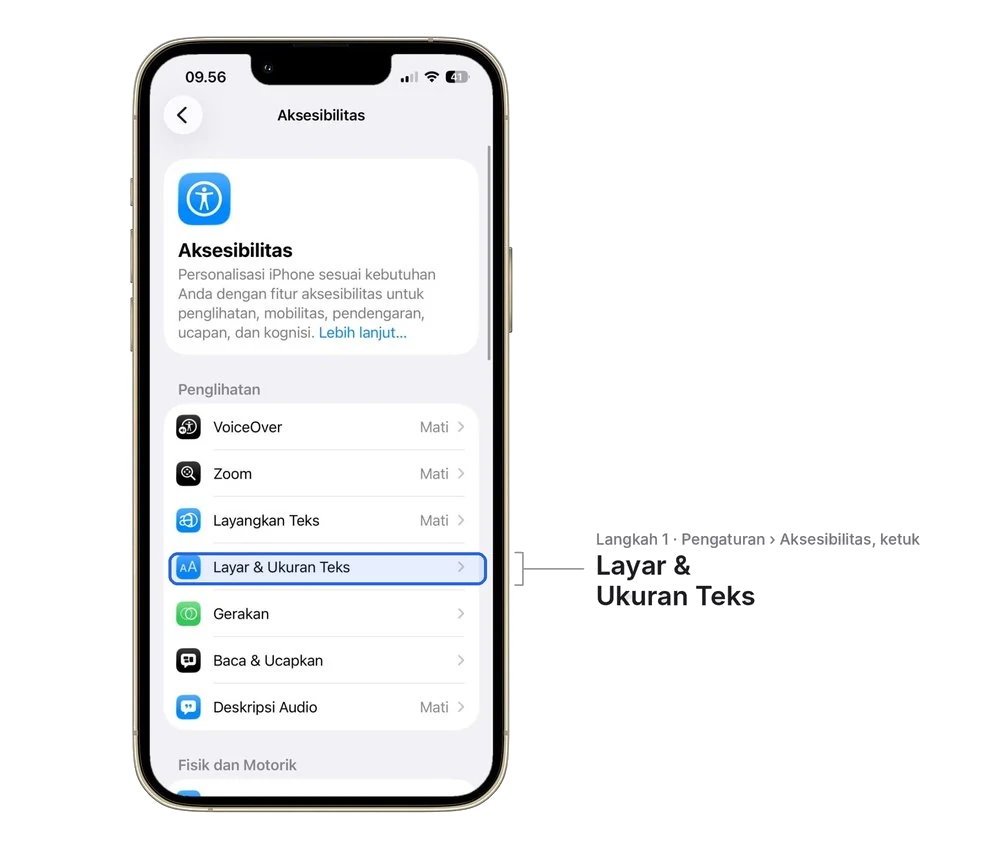 09.56
41
Aksesibilitas
Aksesibilitas
Personalisasi iPhone sesuai kebutuhan
Anda dengan fitur aksesibilitas untuk
penglihatan, mobilitas, pendengaran,
ucapan, dan kognisi. Lebih lanjut...
Penglihatan
VoiceOver Mati
Zoom Mati
Layangkan Teks Mati
AA Layar & Ukuran Teks
Gerakan
Baca & Ucapkan
Deskripsi Audio Mati
Fisik dan Motorik
Langkah 1 · Pengaturan › Aksesibilitas, ketuk
Layar &
Ukuran Teks